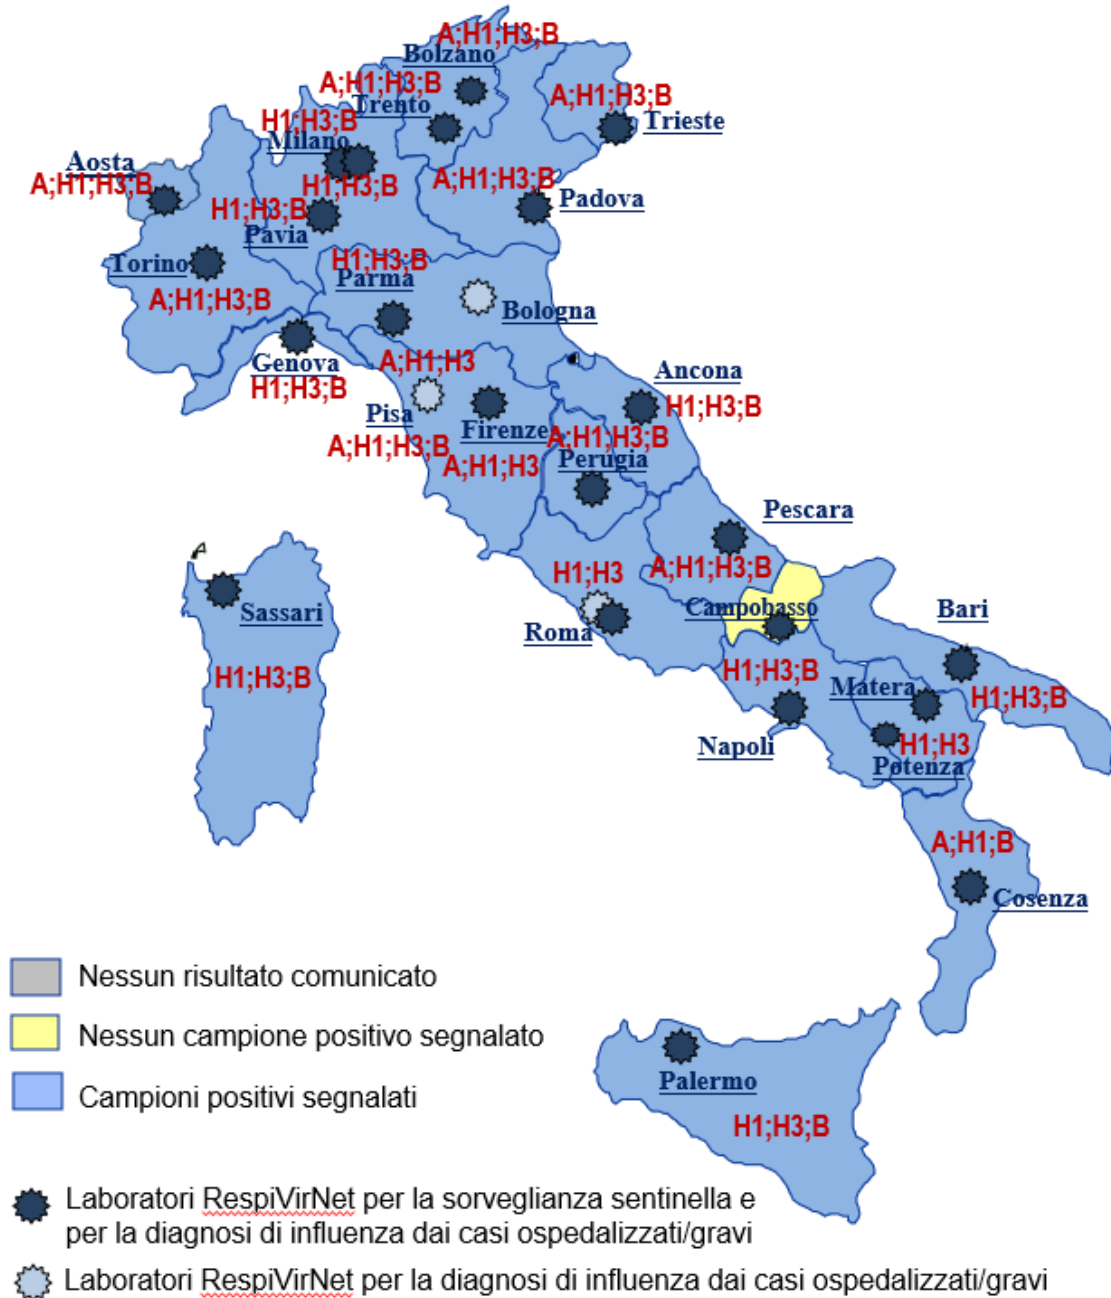 A;H1;H3;B
Bolzano
A;H1;H3;B
Trento
A;H1;H3;B
Trieste
H1;H3;B
Milano
H1;H3;B
Aosta
A;H1;H3;B
A;H1;H3;B
Padova
H1;H3;B
Pavia
Torino
A;H1;H3;B
H1;H3;B
Parma
Bologna
Genova
H1;H3;B
A;H1;H3
Pisa
A;H1;H3;B
Firenze
A;H1;H3
Ancona
H1;H3;B
A;H1;H3;B
Perugia
Pescara
A;H1;H3;B
H1;H3
Roma
Campobasso
Sassari
H1;H3;B
Bari
H1;H3;B
H1;H3;B
Napoli
Matera
H1;H3
Potenza
A;H1;B
Cosenza
Nessun risultato comunicato
Nessun campione positivo segnalato
Campioni positivi segnalati
Palermo
H1;H3;B
Laboratori RespiVirNet per la sorveglianza sentinella e
per la diagnosi di influenza dai casi ospedalizzati/gravi
Laboratori RespiVirNet per la diagnosi di influenza dai casi ospedalizzati/gravi